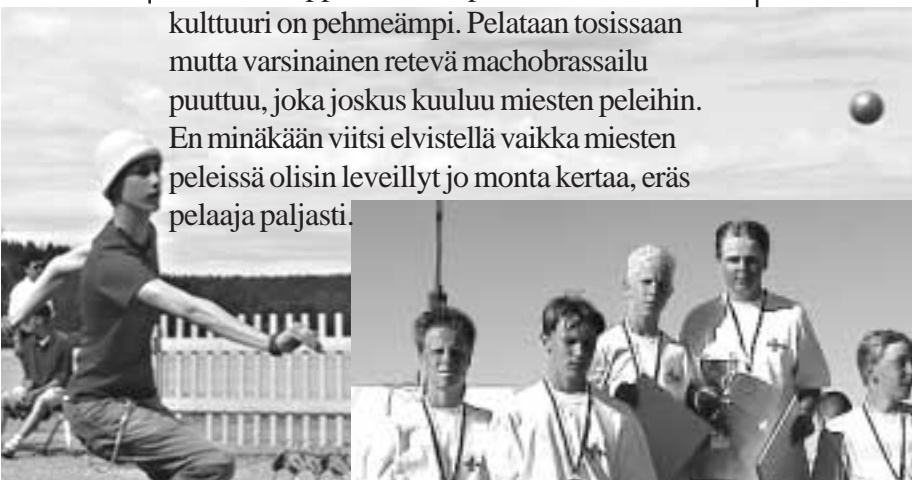 kulttuuri on pehmeämpi. Pelataan tosissaan
mutta varsinainen retevä machobrassailu
puuttuu, joka joskus kuuluu miesten peleihin.
En minäkään viitsi elvistellä vaikka miesten
peleissä olisin leveillyt jo monta kertaa, eräs
pelaaja paljasti.